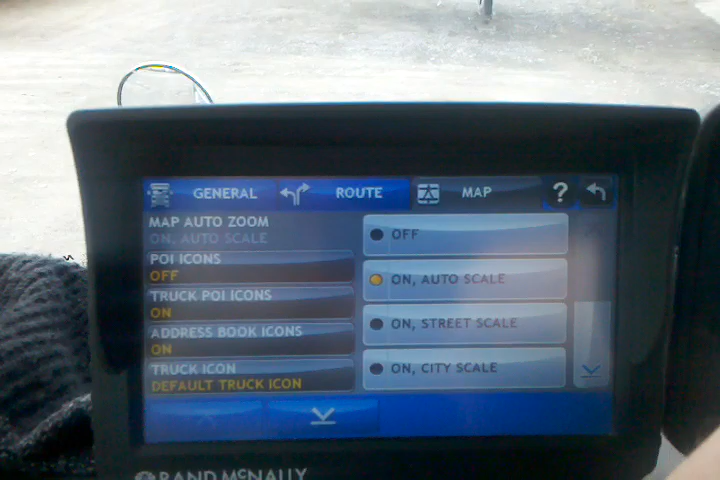 GENERAL
ROUTE
MAP
?
MAP AUTO ZOOM
ON, AUTO SCALE
POI ICONS
OFF
TRUCK POI ICONS
ON
ADDRESS BOOK ICONS
ON
TRUCK ICON
DEFAULT TRUCK ICON
OFF
ON, AUTO SCALE
ON, STREET SCALE
ON, CITY SCALE
RAND MCNALLY